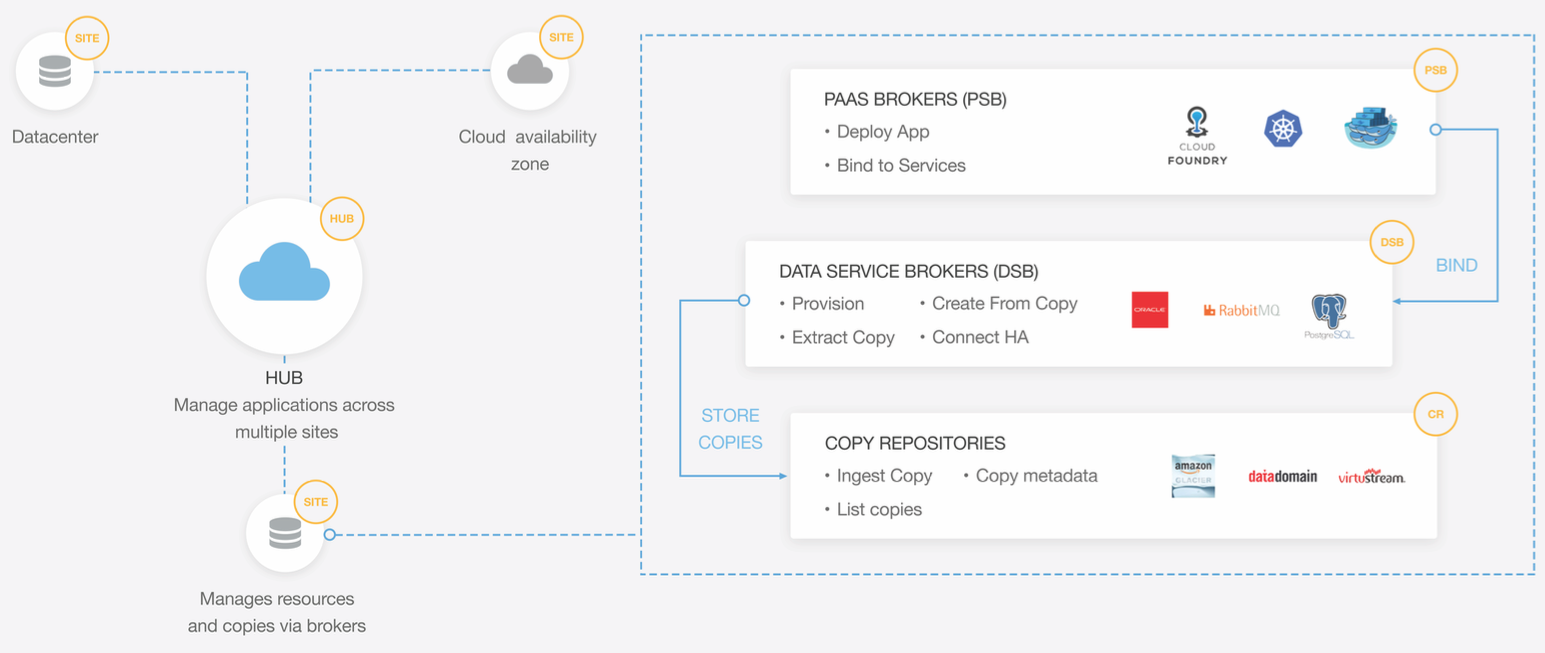 SITE
Datacenter
SITE
Cloud availability
zone
HUB
HUB
Manage applications across
multiple sites
SITE
Manages resources
and copies via brokers
PSB
PAAS BROKERS (PSB)
• Deploy App
• Bind to Services
CLOUD
FOUNDRY
BIND
DSB
DATA SERVICE BROKERS (DSB)
• Provision • Create From Copy
• Extract Copy • Connect HA
ORACLE
RabbitMQ
PostgreSQL
STORE
COPIES
CR
COPY REPOSITORIES
• Ingest Copy • Copy metadata
• List copies
amazon
GLACIER
datadomain
virtustream.